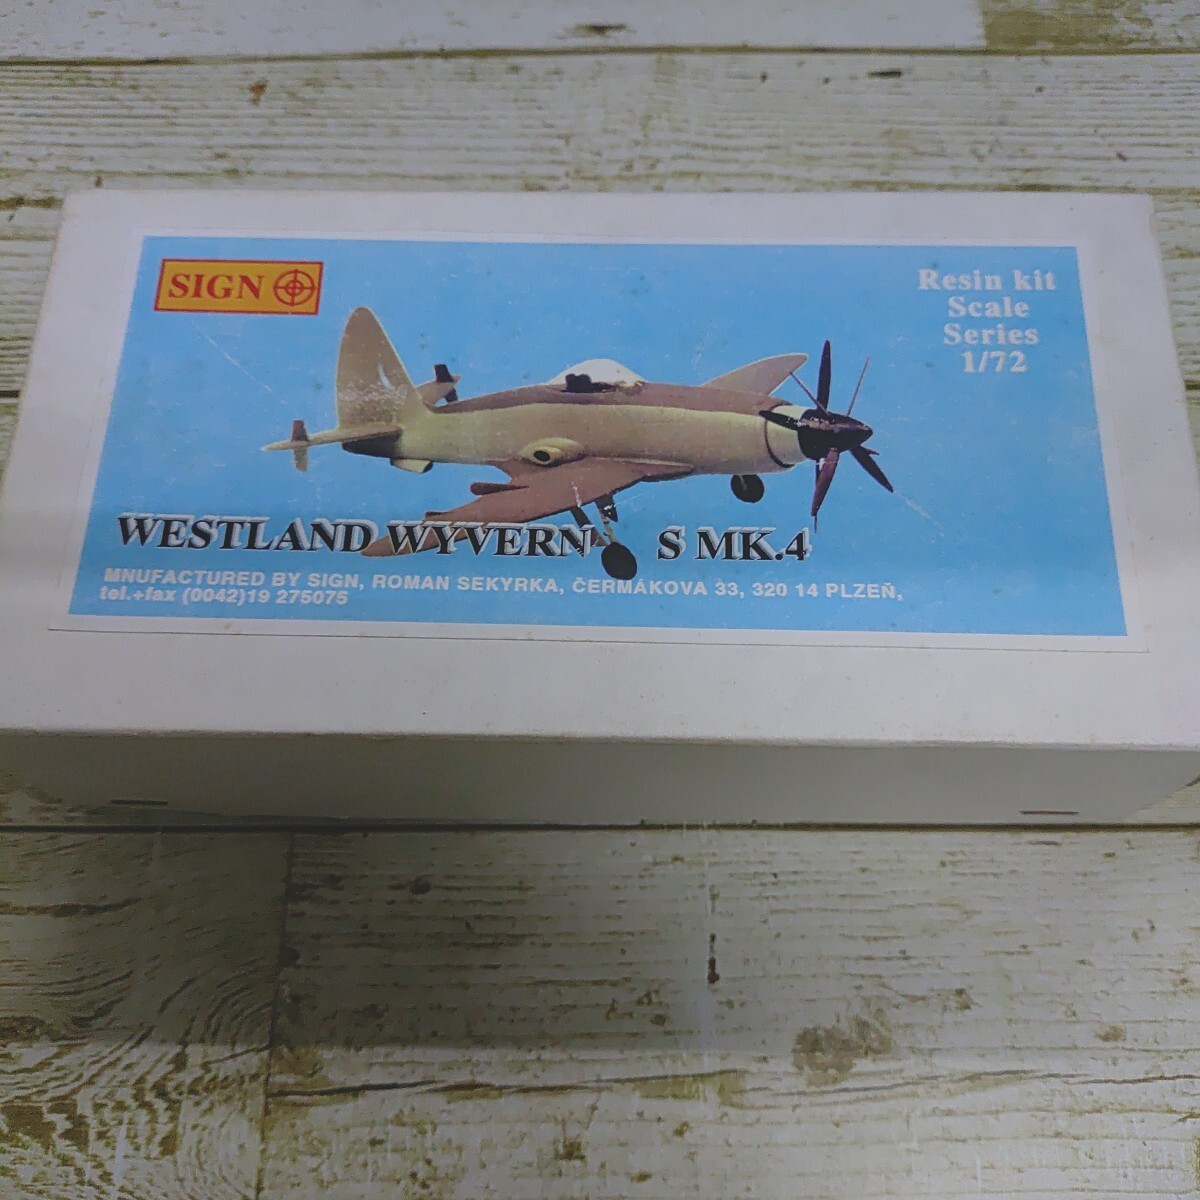 SIGN
Resin kit
Scale
Series
1/72
WESTLAND WYVERN S MK.4
MNUFACTURED BY SIGN, ROMAN SEKYRKA, ČERMÁKOVA 33, 320 14 PLZEŇ,
tel.+fax (0042)19 275075